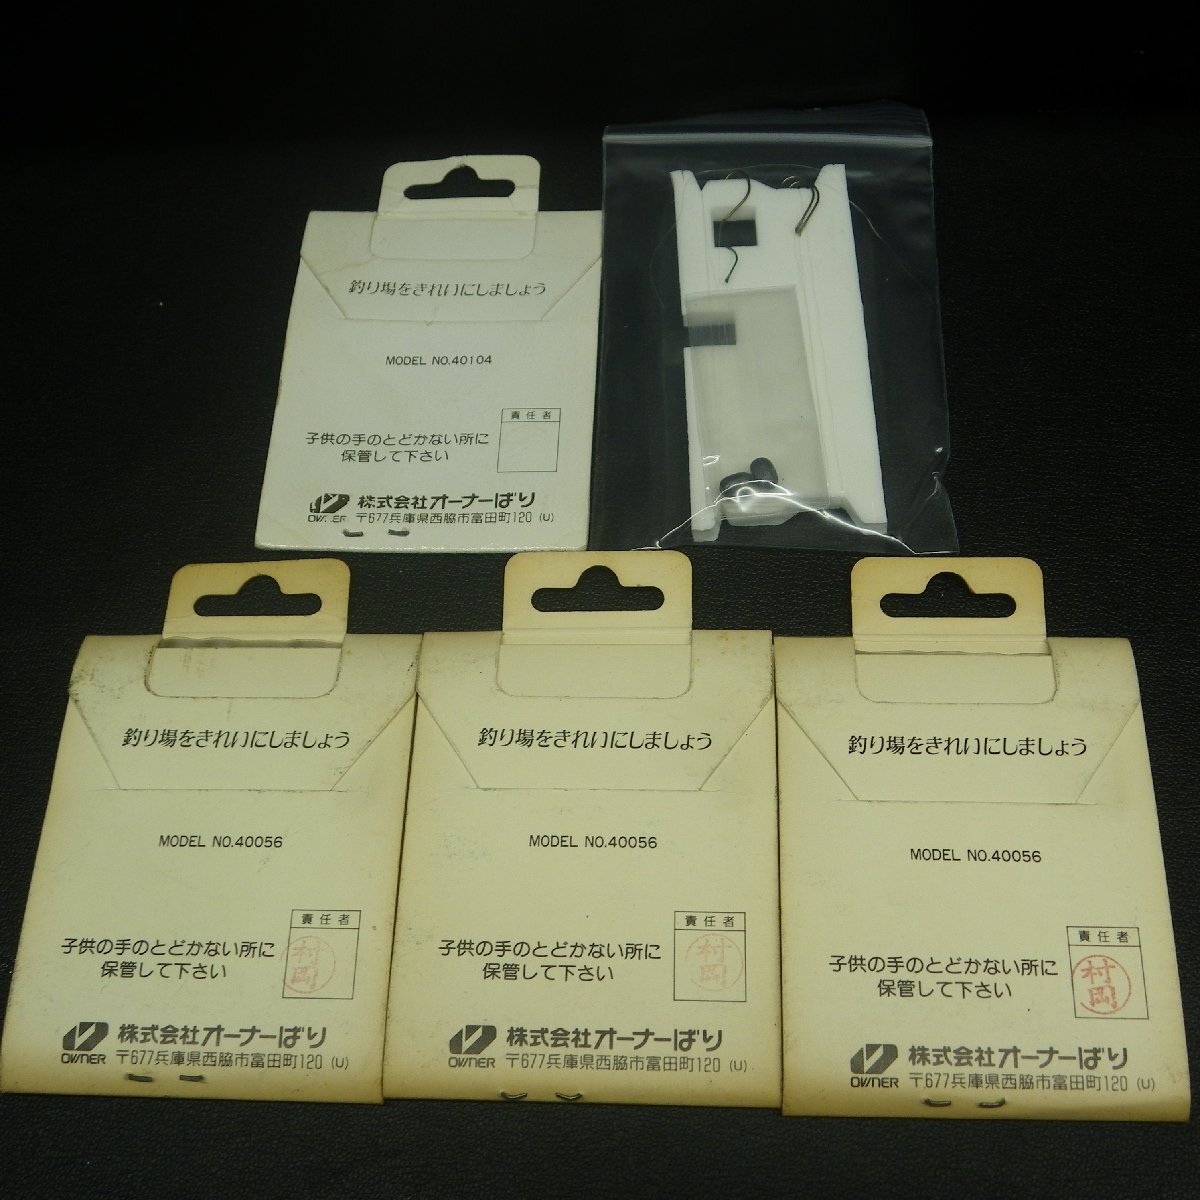 釣り場をきれいにしましょう
MODEL NO.40104
責任者
子供の手のとどかない所に
保管して下さい
OWNER 株式会社オーナーばり
〒677兵庫県西脇市富田町120 (U)
釣り場をきれいにしましょう
MODEL NO.40056
責任者
村岡
子供の手のとどかない所に
保管して下さい
OWNER 株式会社オーナーばり
〒677兵庫県西脇市富田町120 (U)
釣り場をきれいにしましょう
MODEL NO.40056
責任者
村岡
子供の手のとどかない所に
保管して下さい
OWNER 株式会社オーナーばり
〒677兵庫県西脇市富田町120 (U)
釣り場をきれいにしましょう
MODEL NO.40056
責任者
村岡
子供の手のとどかない所に
保管して下さい
OWNER 株式会社オーナーばり
〒677兵庫県西脇市富田町120 (U)